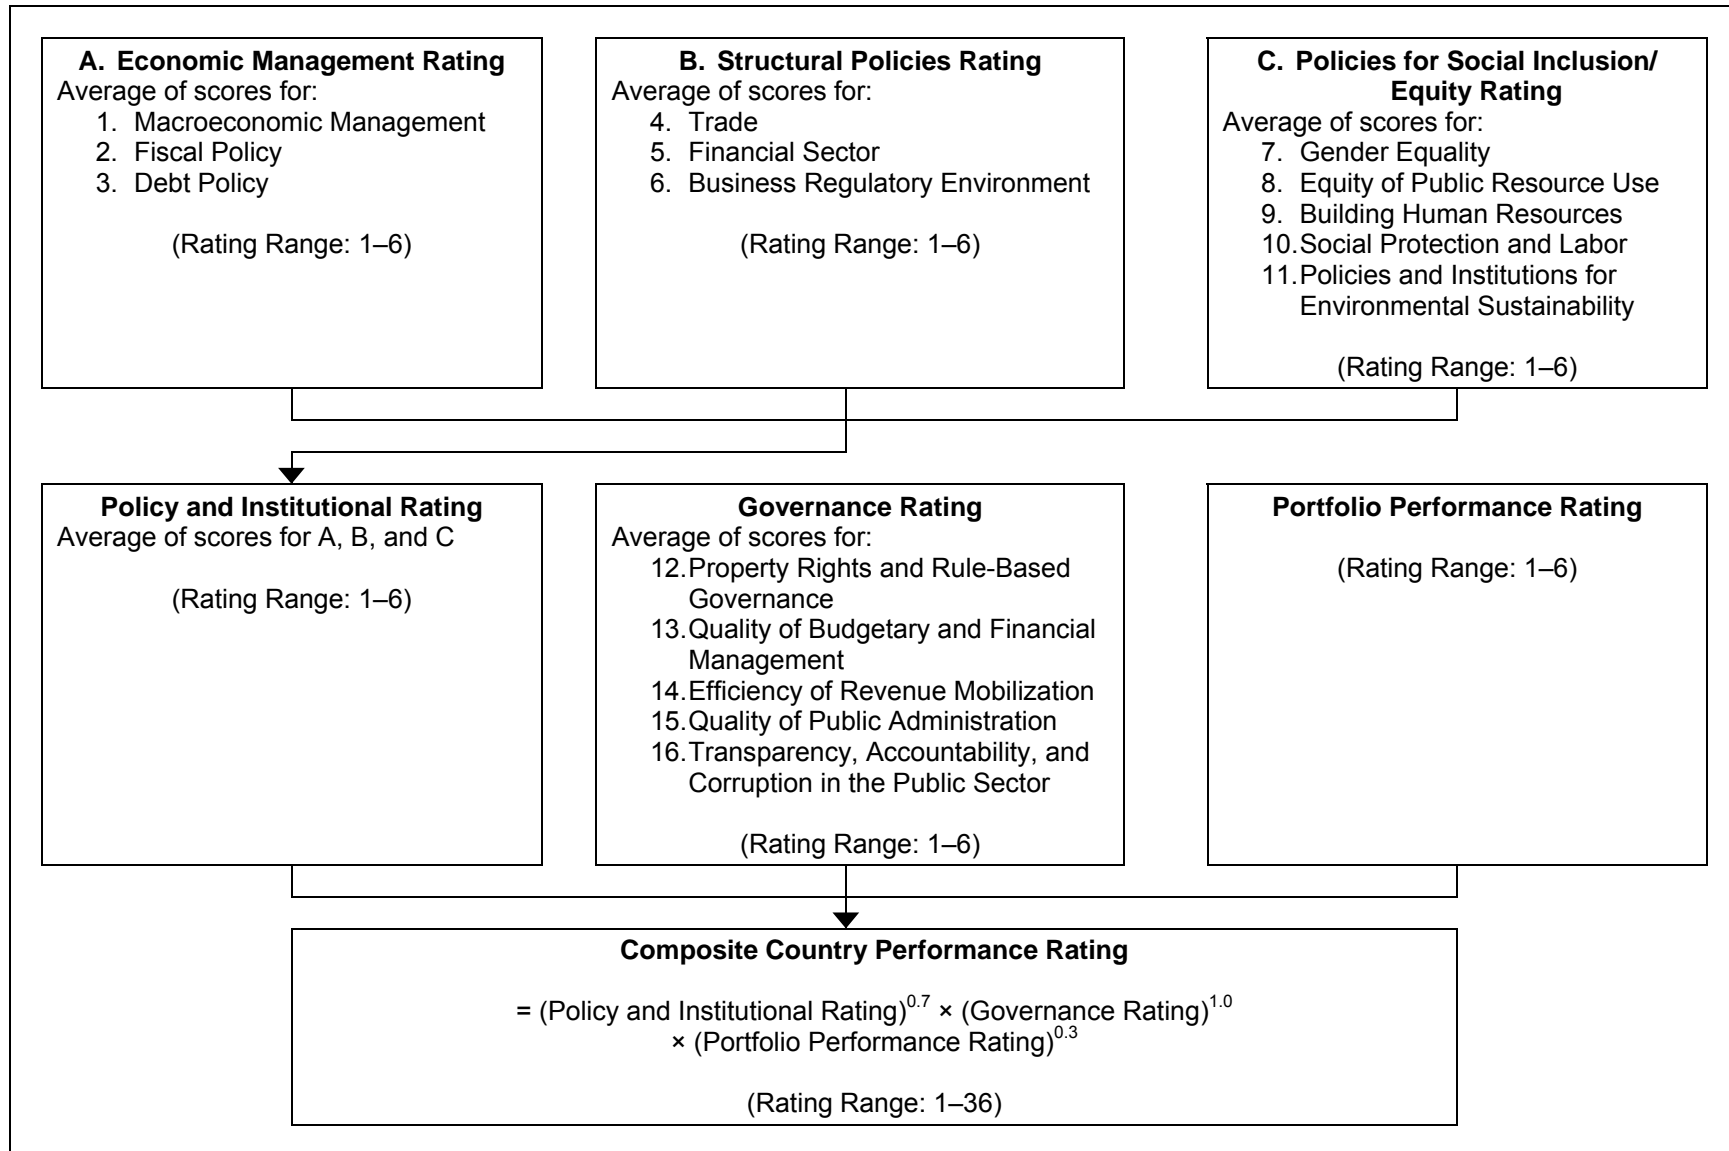 A. Economic Management Rating
Average of scores for:
1. Macroeconomic Management
2. Fiscal Policy
3. Debt Policy
(Rating Range: 1–6)
B. Structural Policies Rating
Average of scores for:
4. Trade
5. Financial Sector
6. Business Regulatory Environment
(Rating Range: 1–6)
C. Policies for Social Inclusion/
Equity Rating
Average of scores for:
7. Gender Equality
8. Equity of Public Resource Use
9. Building Human Resources
10. Social Protection and Labor
11. Policies and Institutions for
Environmental Sustainability
(Rating Range: 1–6)
Policy and Institutional Rating
Average of scores for A, B, and C
(Rating Range: 1–6)
Governance Rating
Average of scores for:
12. Property Rights and Rule-Based
Governance
13. Quality of Budgetary and Financial
Management
14. Efficiency of Revenue Mobilization
15. Quality of Public Administration
16. Transparency, Accountability, and
Corruption in the Public Sector
(Rating Range: 1–6)
Portfolio Performance Rating
(Rating Range: 1–6)
Composite Country Performance Rating
= (Policy and Institutional Rating)^0.7 × (Governance Rating)^1.0
× (Portfolio Performance Rating)^0.3
(Rating Range: 1–36)